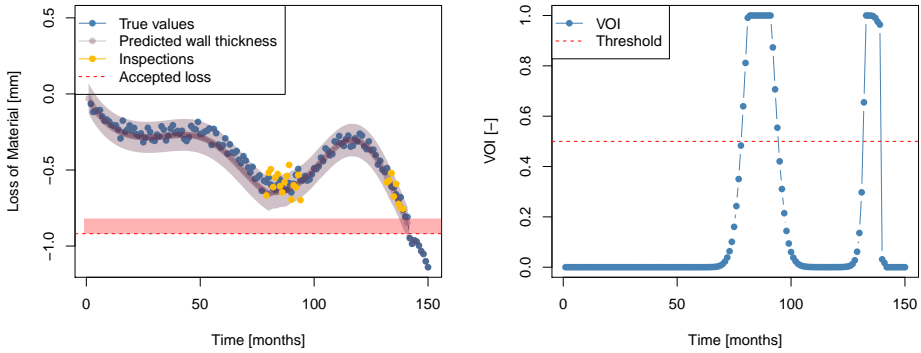 True values
Predicted wall thickness
Inspections
Accepted loss
Loss of Material [mm]
0.5
0.0
−0.5
−1.0
0
50
100
150
Time [months]
VOI
Threshold
VOI [−]
1.0
0.8
0.6
0.4
0.2
0.0
0
50
100
150
Time [months]